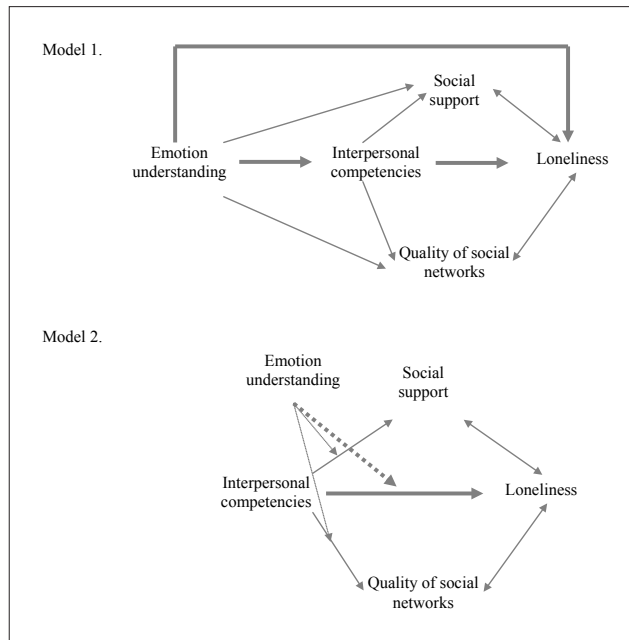 Model 1.
Social
support
Emotion
understanding
Interpersonal
competencies
Loneliness
Quality of social
networks
Model 2.
Emotion
understanding
Social
support
Interpersonal
competencies
Loneliness
Quality of social
networks